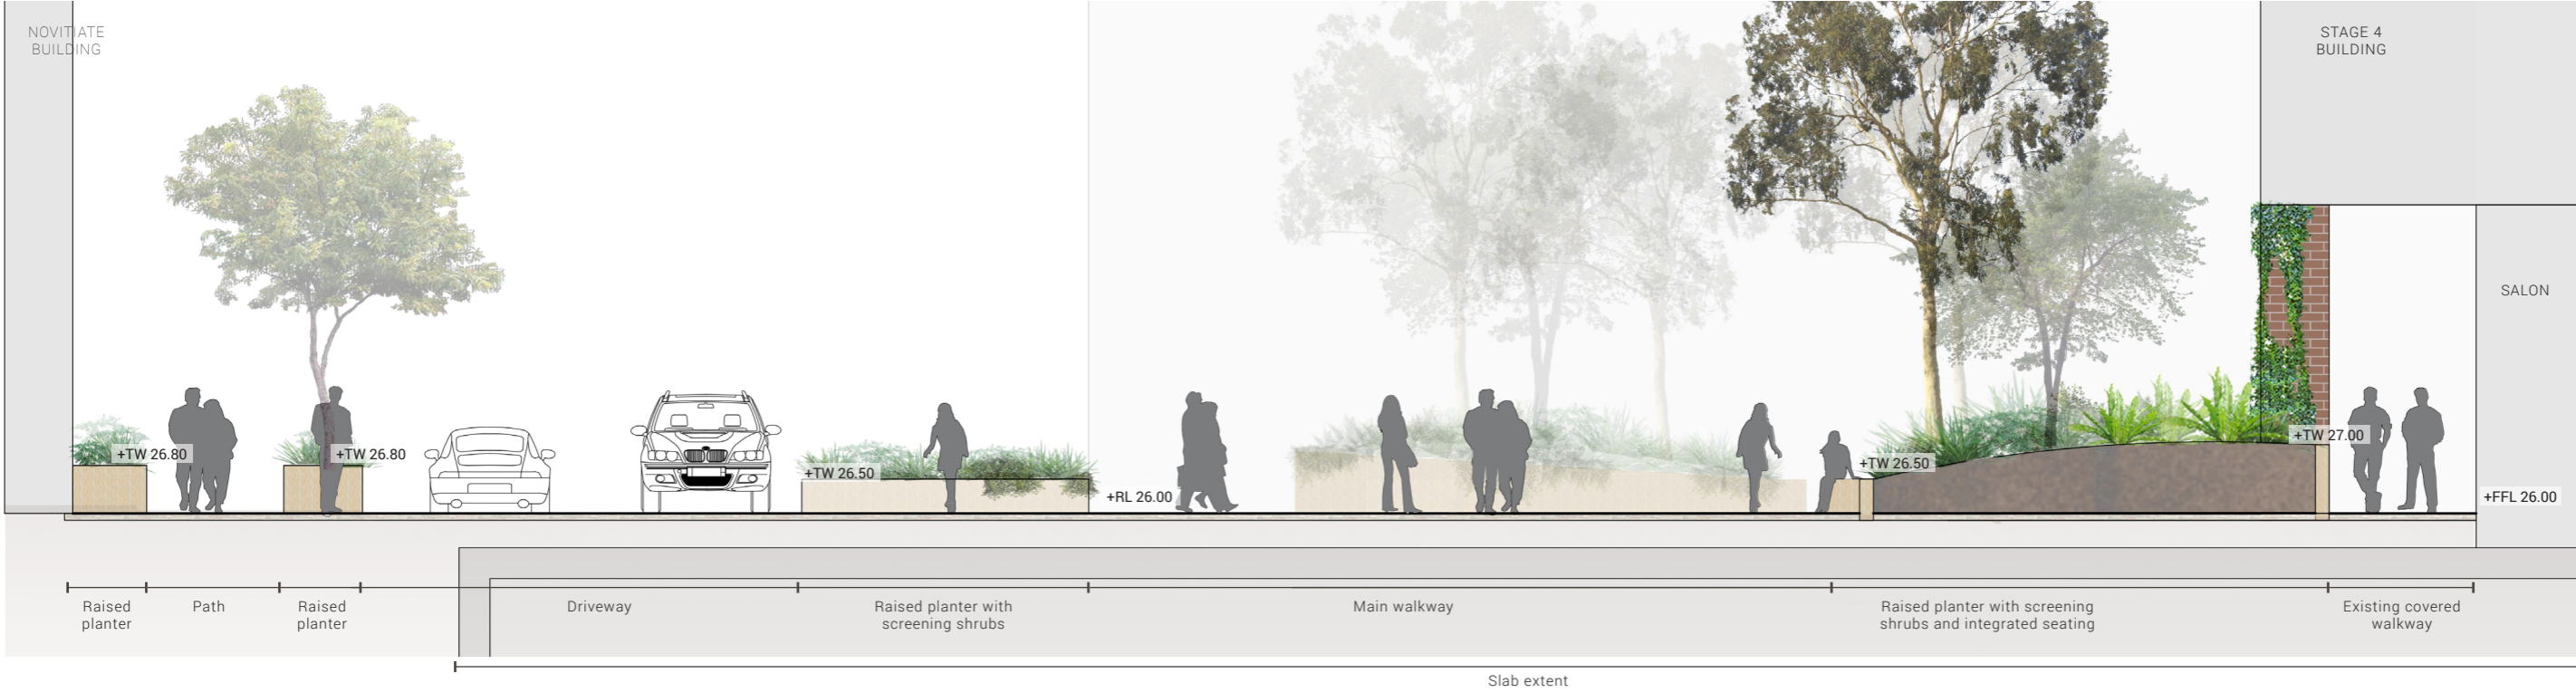 NOVITIATE
BUILDING
STAGE 4
BUILDING
SALON
+TW 26.80
+TW 26.80
+TW 26.50
+RL 26.00
+TW 26.50
+TW 27.00
+FFL 26.00
Raised
planter
Path
Raised
planter
Driveway
Raised planter with
screening shrubs
Main walkway
Raised planter with screening
shrubs and integrated seating
Existing covered
walkway
Slab extent